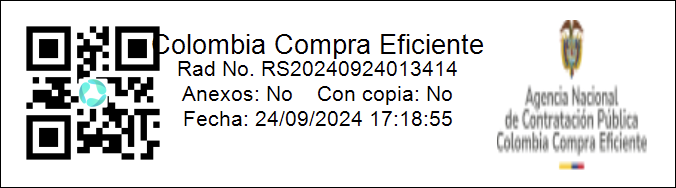 Colombia Compra Eficiente
Rad No. RS20240924013414
Anexos: No Con copia: No
Fecha: 24/09/2024 17:18:55
Agencia Nacional
de Contratación Pública
Colombia Compra Eficiente